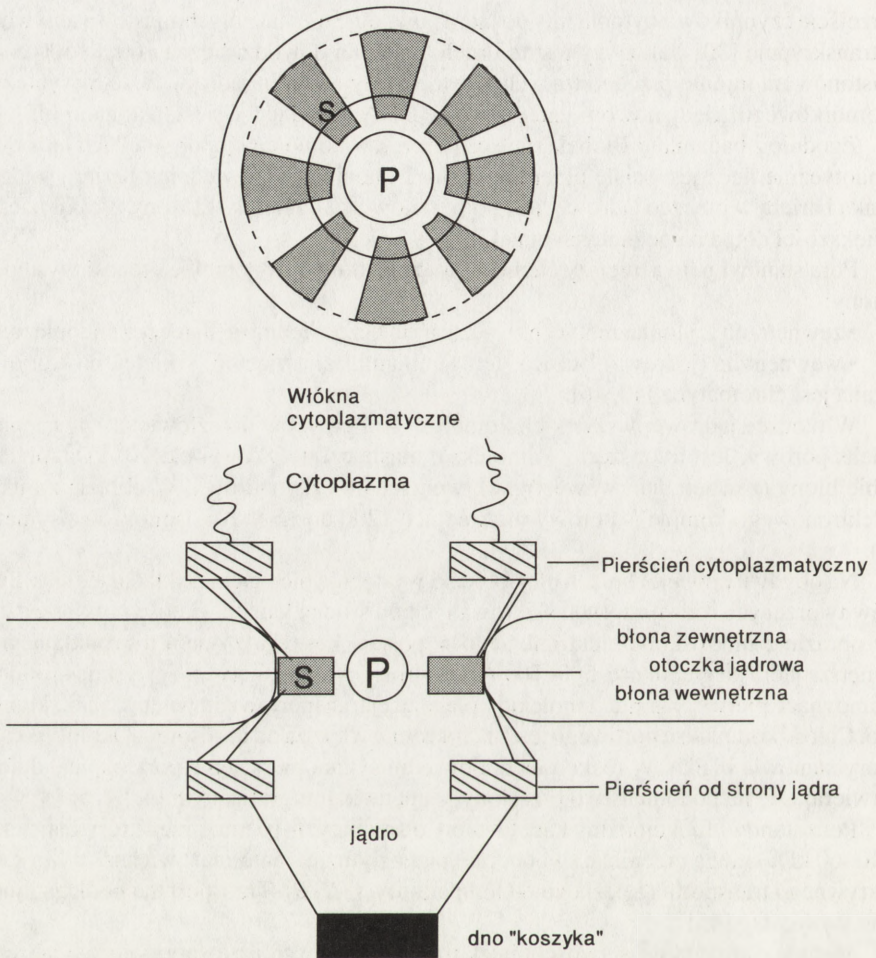 S
P
Włókna
cytoplazmatyczne
Cytoplazma
Pierścień cytoplazmatyczny
błona zewnętrzna
S P otoczka jądrowa
błona wewnętrzna
Pierścień od strony jądra
jądro
dno "koszyka"